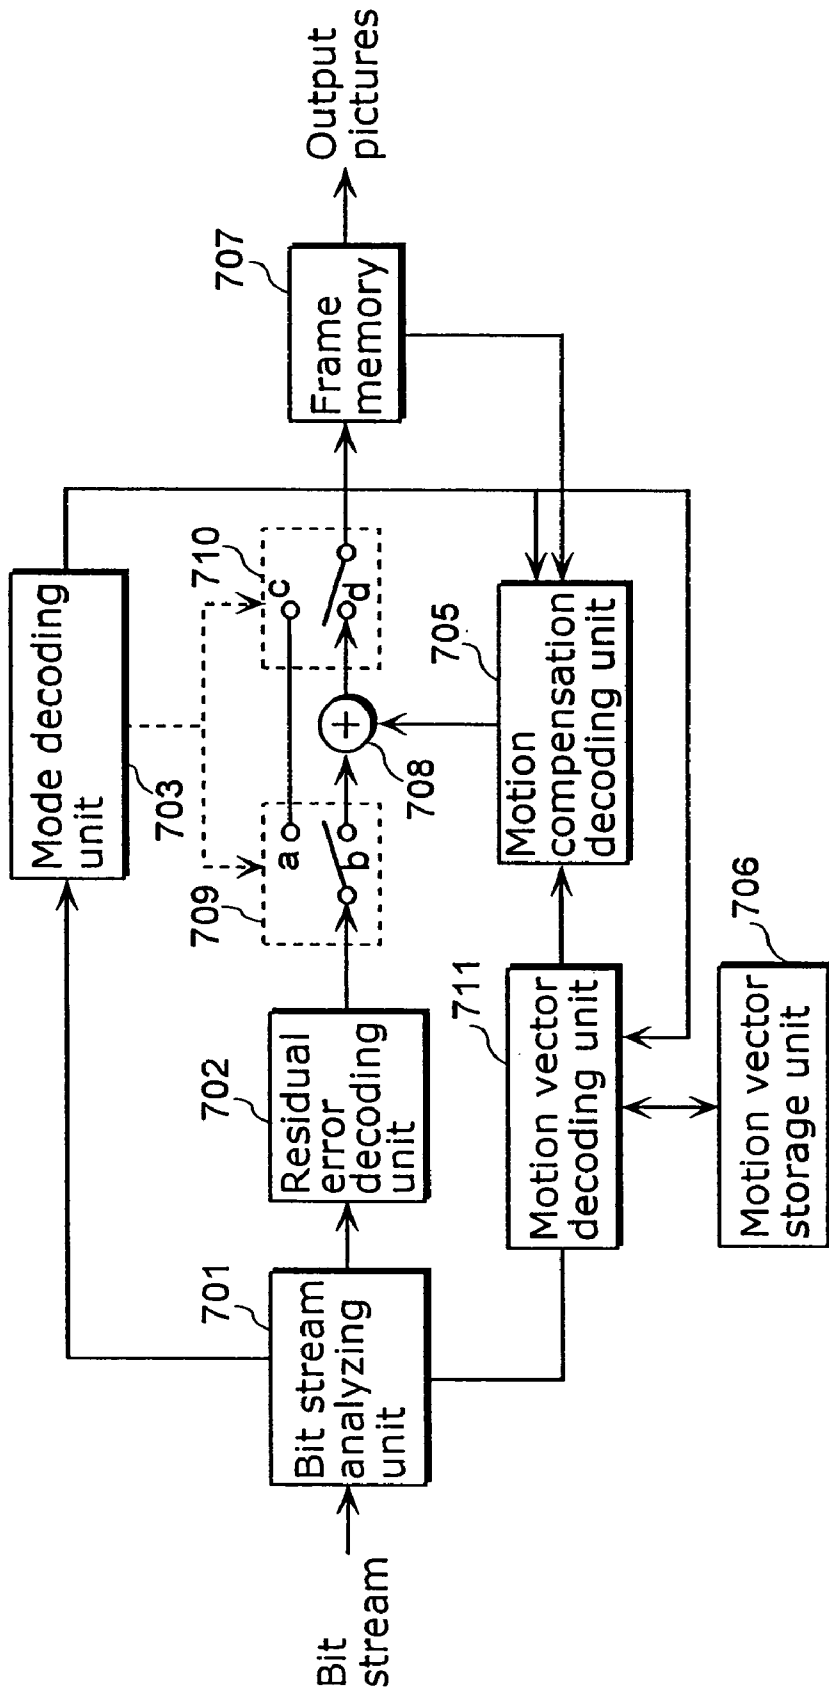 Bit
stream
701
Bit stream
analyzing
unit
702
Residual
error
decoding
unit
Mode decoding
unit
703
709
a
b
708
+
710
c
d
707
Frame
memory
Output
pictures
711
Motion vector
decoding unit
705
Motion
compensation
decoding unit
706
Motion vector
storage unit